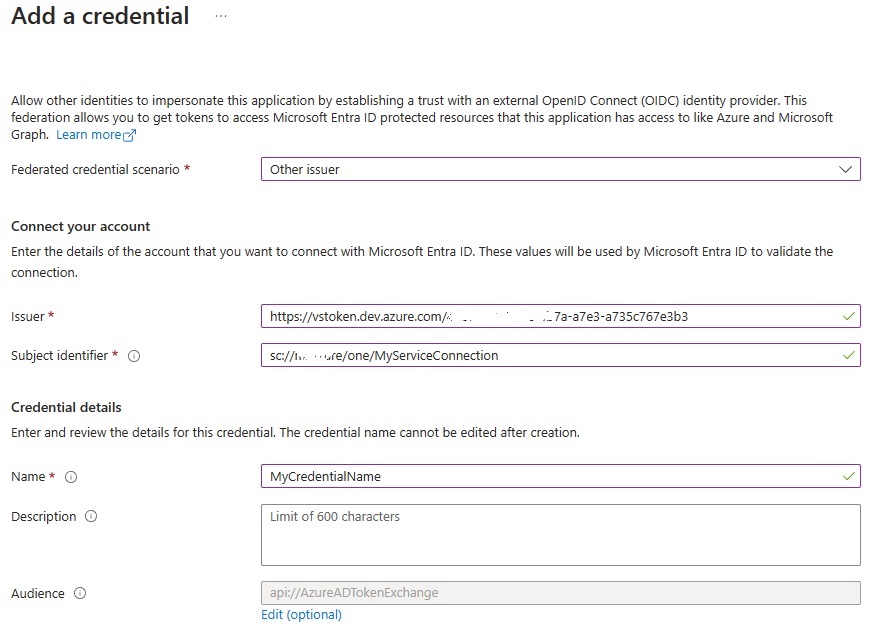 Add a credential ...
Allow other identities to impersonate this application by establishing a trust with an external OpenID Connect (OIDC) identity provider. This
federation allows you to get tokens to access Microsoft Entra ID protected resources that this application has access to like Azure and Microsoft
Graph. Learn more
Federated credential scenario * Other issuer
Connect your account
Enter the details of the account that you want to connect with Microsoft Entra ID. These values will be used by Microsoft Entra ID to validate the
connection.
Issuer * https://vstoken.dev.azure.com/ 7a-a7e3-a735c767e3b3
Subject identifier * sc:// re/one/MyServiceConnection
Credential details
Enter and review the details for this credential. The credential name cannot be edited after creation.
Name * MyCredentialName
Description Limit of 600 characters
Audience api://AzureADTokenExchange
Edit (optional)